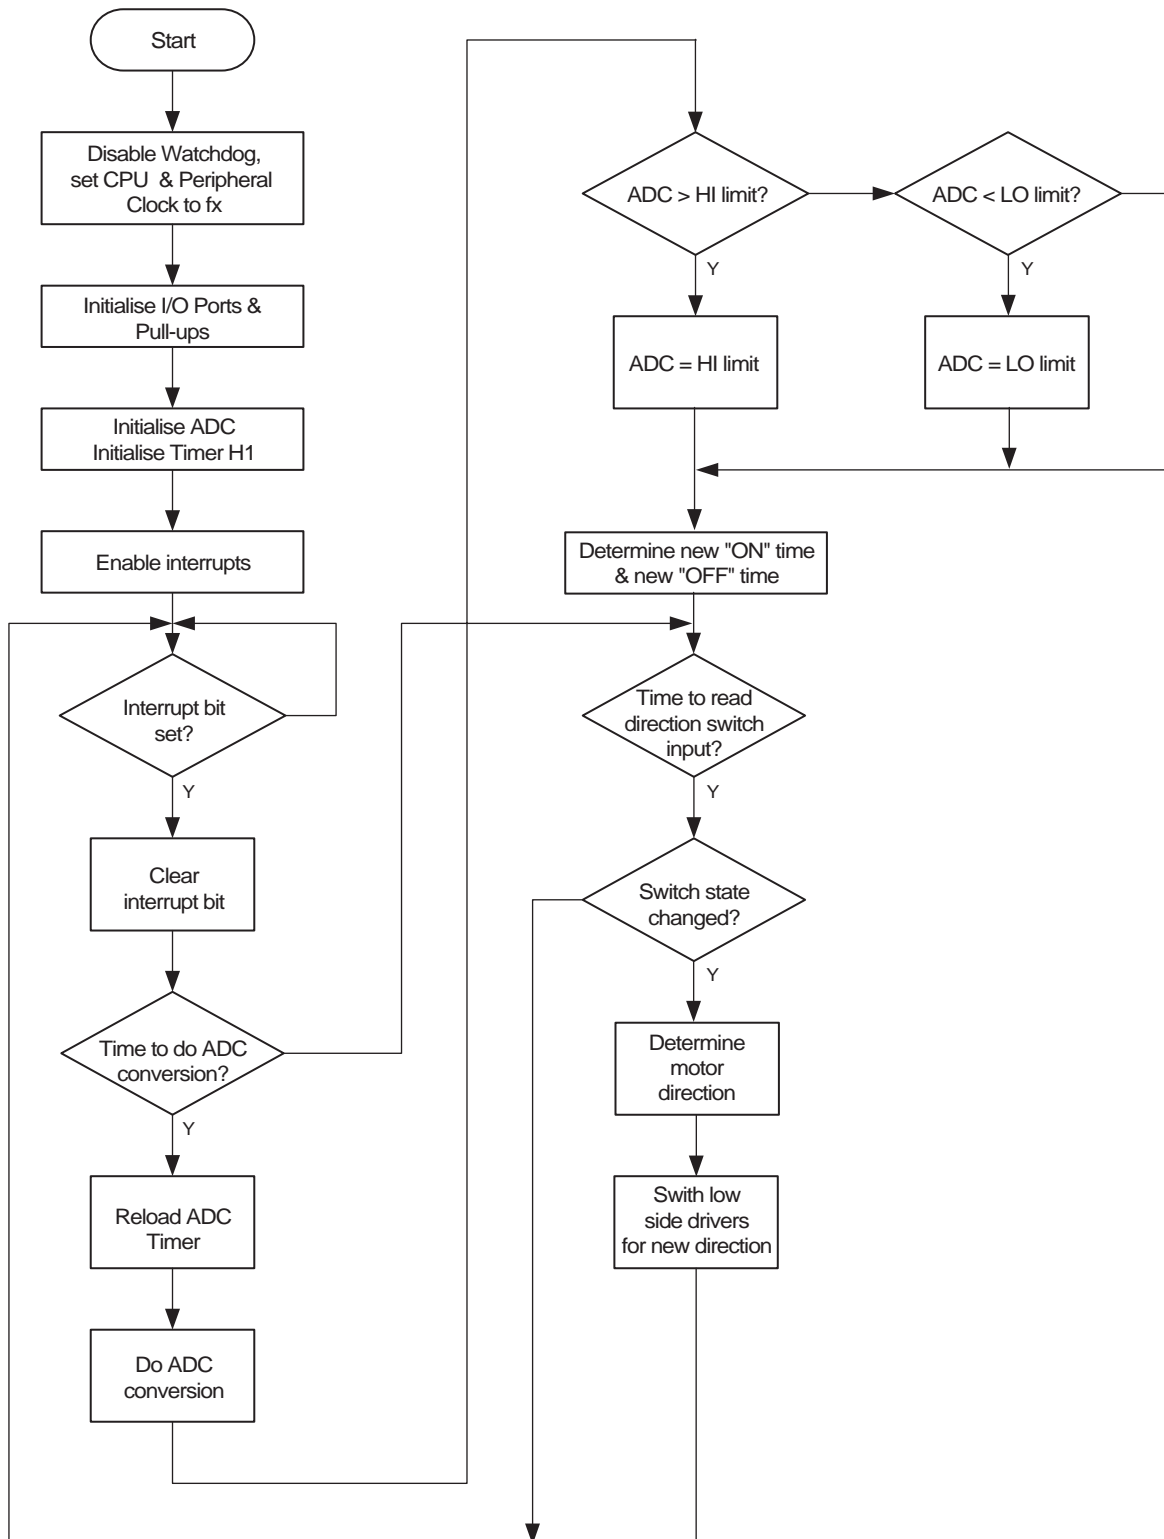 Start
Disable Watchdog,
set CPU & Peripheral
Clock to fx
Initialise I/O Ports &
Pull-ups
Initialise ADC
Initialise Timer H1
Enable interrupts
Interrupt bit
set?
Y
Clear
interrupt bit
Time to do ADC
conversion?
Y
Reload ADC
Timer
Do ADC
conversion
ADC > HI limit?
Y
ADC < LO limit?
Y
ADC = HI limit
ADC = LO limit
Determine new "ON" time
& new "OFF" time
Time to read
direction switch
input?
Y
Switch state
changed?
Y
Determine
motor
direction
Swith low
side drivers
for new direction